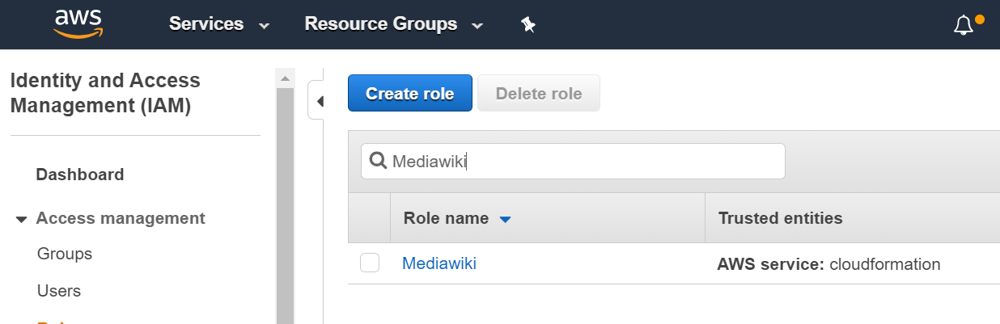 aws
Services
Resource Groups
Identity and Access
Management (IAM)
Dashboard
Access management
Groups
Users
Create role
Delete role
Mediawiki
Role name
Trusted entities
Mediawiki
AWS service: cloudformation